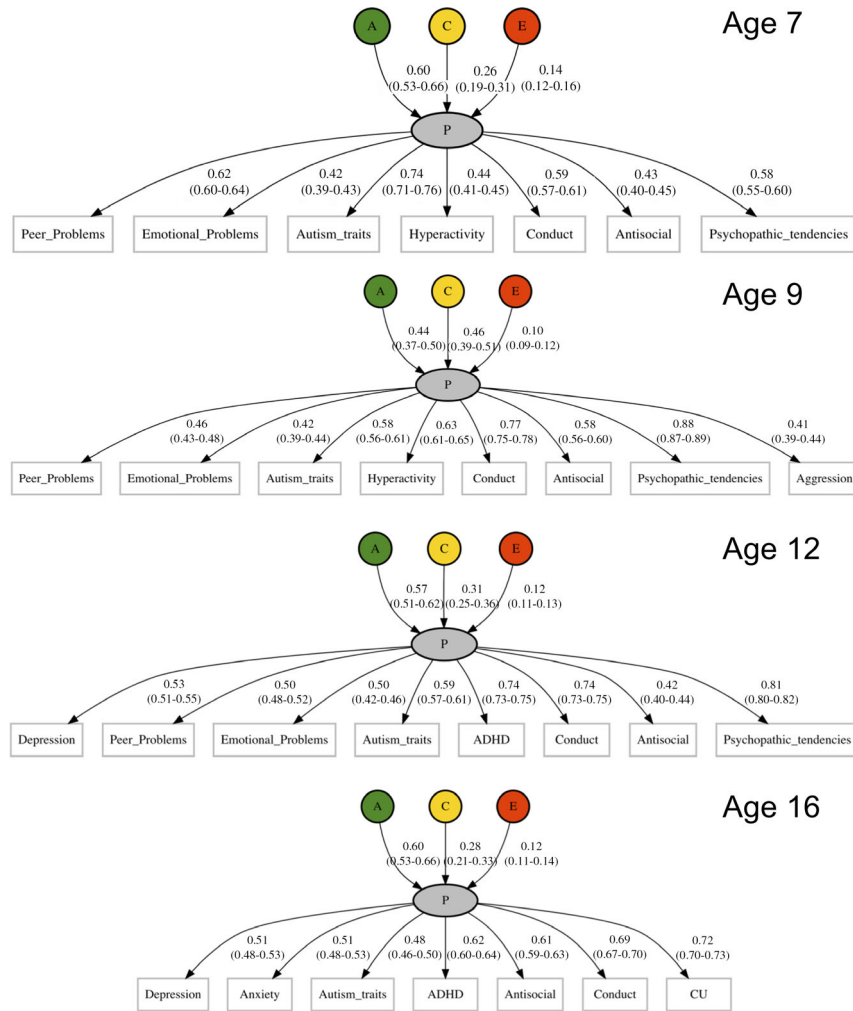 A C E Age 7
0.60 0.26 0.14
(0.53-0.66) (0.19-0.31) (0.12-0.16)
P
0.62 0.42 0.74 0.44 0.59 0.43 0.58
(0.60-0.64) (0.39-0.43) (0.71-0.76) (0.41-0.45) (0.57-0.61) (0.40-0.45) (0.55-0.60)
Peer_Problems Emotional_Problems Autism_traits Hyperactivity Conduct Antisocial Psychopathic_tendencies
A C E Age 9
0.44 0.46 0.10
(0.37-0.50) (0.39-0.51) (0.09-0.12)
P
0.46 0.42 0.58 0.63 0.77 0.58 0.88 0.41
(0.43-0.48) (0.39-0.44) (0.56-0.61) (0.61-0.65) (0.75-0.78) (0.56-0.60) (0.87-0.89) (0.39-0.44)
Peer_Problems Emotional_Problems Autism_traits Hyperactivity Conduct Antisocial Psychopathic_tendencies Aggression
A C E Age 12
0.57 0.31 0.12
(0.51-0.62) (0.25-0.36) (0.11-0.13)
P
0.53 0.50 0.50 0.59 0.74 0.74 0.42 0.81
(0.51-0.55) (0.48-0.52) (0.42-0.46) (0.57-0.61) (0.73-0.75) (0.73-0.75) (0.40-0.44) (0.80-0.82)
Depression Peer_Problems Emotional_Problems Autism_traits ADHD Conduct Antisocial Psychopathic_tendencies
A C E Age 16
0.60 0.28 0.12
(0.53-0.66) (0.21-0.33) (0.11-0.14)
P
0.51 0.51 0.48 0.62 0.61 0.69 0.72
(0.48-0.53) (0.48-0.53) (0.46-0.50) (0.60-0.64) (0.59-0.63) (0.67-0.70) (0.70-0.73)
Depression Anxiety Autism_traits ADHD Antisocial Conduct CU